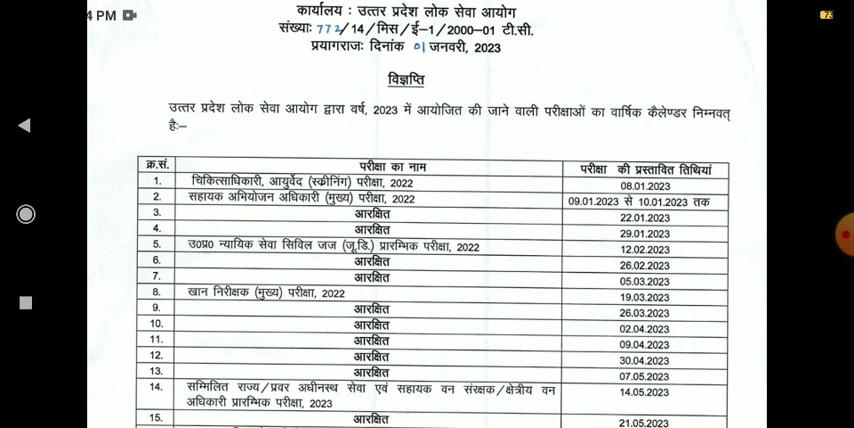 4 PM
73
कार्यालय : उत्तर प्रदेश लोक सेवा आयोग
संख्याः 772/14/मिस/ई–1/2000–01 टी.सी.
प्रयागराजः दिनांक 01 जनवरी, 2023
विज्ञप्ति
उत्तर प्रदेश लोक सेवा आयोग द्वारा वर्ष, 2023 में आयोजित की जाने वाली परीक्षाओं का वार्षिक कैलेण्डर निम्नवत्
है:–
क्र.सं. परीक्षा का नाम परीक्षा की प्रस्तावित तिथियां
1. चिकित्साधिकारी, आयुर्वेद (स्क्रीनिंग) परीक्षा, 2022 08.01.2023
2. सहायक अभियोजन अधिकारी (मुख्य) परीक्षा, 2022 09.01.2023 से 10.01.2023 तक
3. आरक्षित 22.01.2023
4. आरक्षित 29.01.2023
5. उ0प्र0 न्यायिक सेवा सिविल जज (जू.डि.) प्रारम्भिक परीक्षा, 2022 12.02.2023
6. आरक्षित 26.02.2023
7. आरक्षित 05.03.2023
8. खान निरीक्षक (मुख्य) परीक्षा, 2022 19.03.2023
9. आरक्षित 26.03.2023
10. आरक्षित 02.04.2023
11. आरक्षित 09.04.2023
12. आरक्षित 30.04.2023
13. आरक्षित 07.05.2023
14. सम्मिलित राज्य/प्रवर अधीनस्थ सेवा एवं सहायक वन संरक्षक/क्षेत्रीय वन 14.05.2023
अधिकारी प्रारम्भिक परीक्षा, 2023
15. आरक्षित 21.05.2023